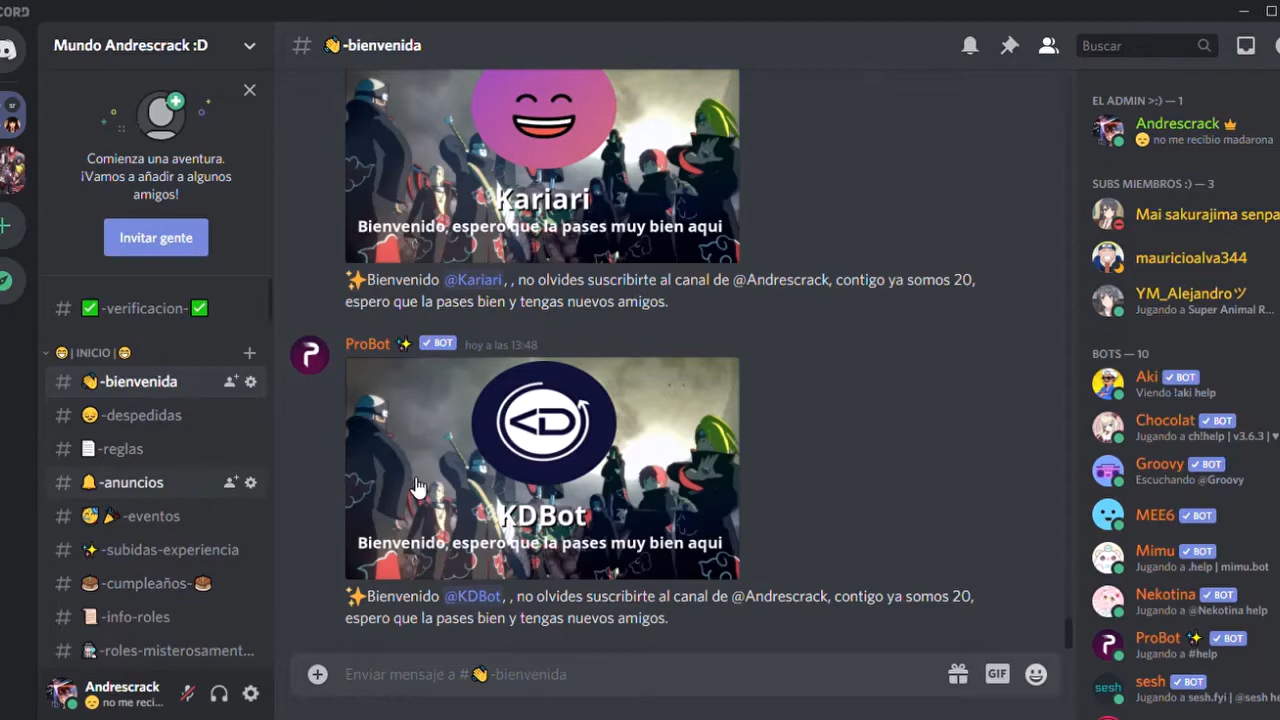 CORD
Mundo Andrescrack :D
Comienza una aventura.
¡Vamos a añadir a algunos
amigos!
Invitar gente
# ✅-verificacion-✅
😁| INICIO |😁
# 👋-bienvenida
# 😞-despedidas
# 📄-reglas
# 🔔-anuncios
# 🥳🎉-eventos
# ✨-subidas-experiencia
# 🎂-cumpleaños-🎂
# 📜-info-roles
-roles-misterosament...
Andrescrack
😔 no me reci...
# 👋-bienvenida
Buscar
Kariari
Bienvenido, espero que la pases muy bien aqui
✨Bienvenido @Kariari, , no olvides suscribirte al canal de @Andrescrack, contigo ya somos 20,
espero que la pases bien y tengas nuevos amigos.
ProBot ✨ ✓ BOT hoy a las 13:48
KDBot
Bienvenido, espero que la pases muy bien aqui
✨Bienvenido @KDBot, , no olvides suscribirte al canal de @Andrescrack, contigo ya somos 20,
espero que la pases bien y tengas nuevos amigos.
Enviar mensaje a #👋-bienvenida
GIF
EL ADMIN >:) — 1
Andrescrack
😔 no me recibio madarona
SUBS MIEMBROS :) — 3
Mai sakurajima senpa
mauricioalva344
YM_Alejandroツ
Jugando a Super Animal R...
BOTS — 10
Aki ✓ BOT
Viendo !aki help
Chocolat ✓ BOT
Jugando a ch!help | v3.6.3 | ♥
Groovy ✓ BOT
Escuchando @Groovy
MEE6 ✓ BOT
Mimu ✓ BOT
Jugando a .help | mimu.bot
Nekotina ✓ BOT
Jugando a @Nekotina help
ProBot ✨ ✓ BOT
Jugando a #help
sesh
sesh ✓ BOT
Jugando a sesh.fyi | @sesh he